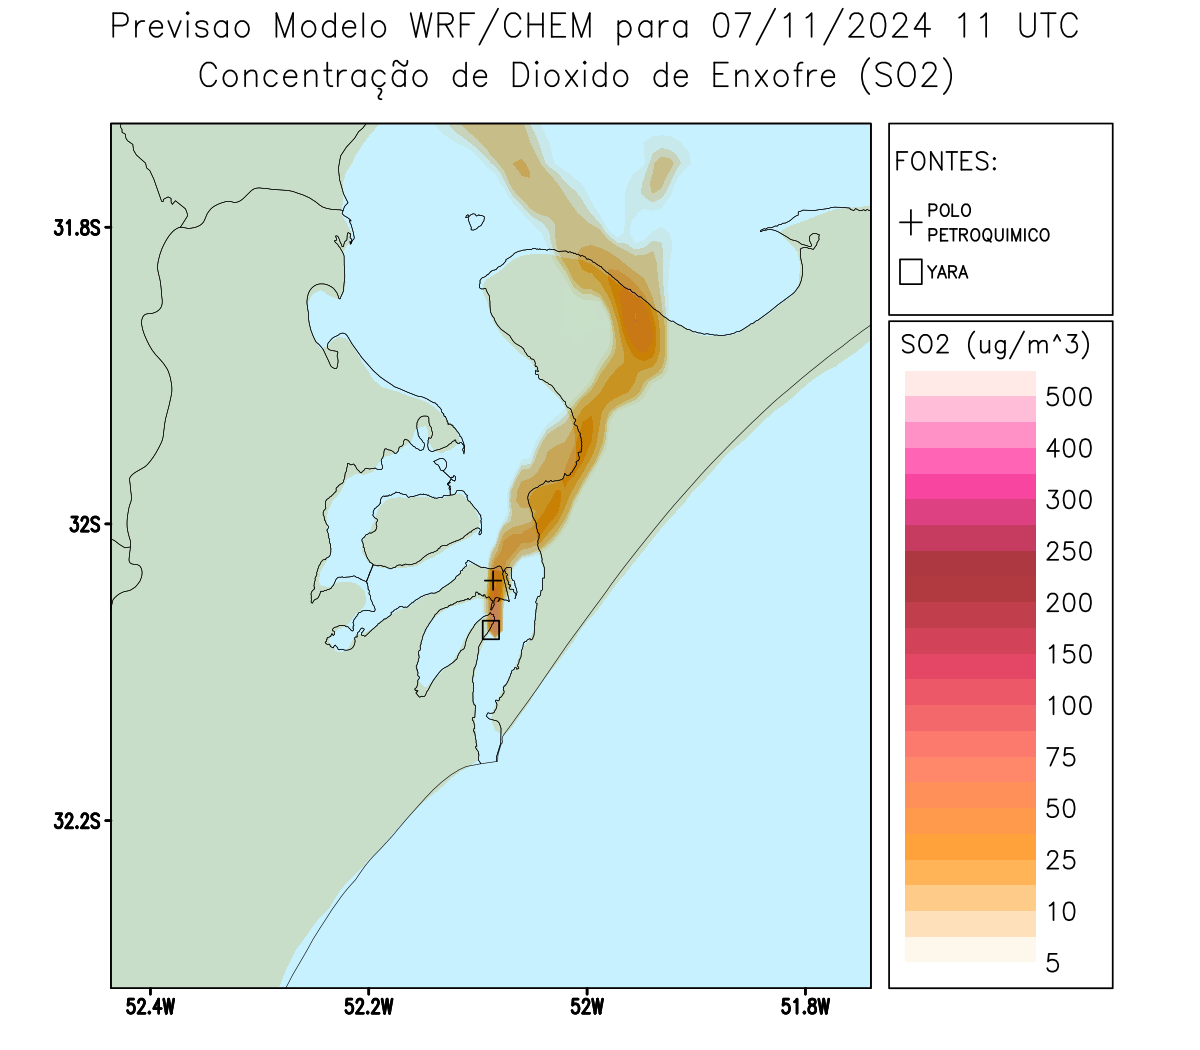 Previsao Modelo WRF/CHEM para 07/11/2024 11 UTC
Concentração de Dioxido de Enxofre (SO2)
FONTES:
POLO
PETROQUIMICO
YARA
SO2 (ug/m^3)
500
400
300
250
200
150
100
75
50
25
10
5
31.8S
32S
32.2S
52.4W
52.2W
52W
51.8W